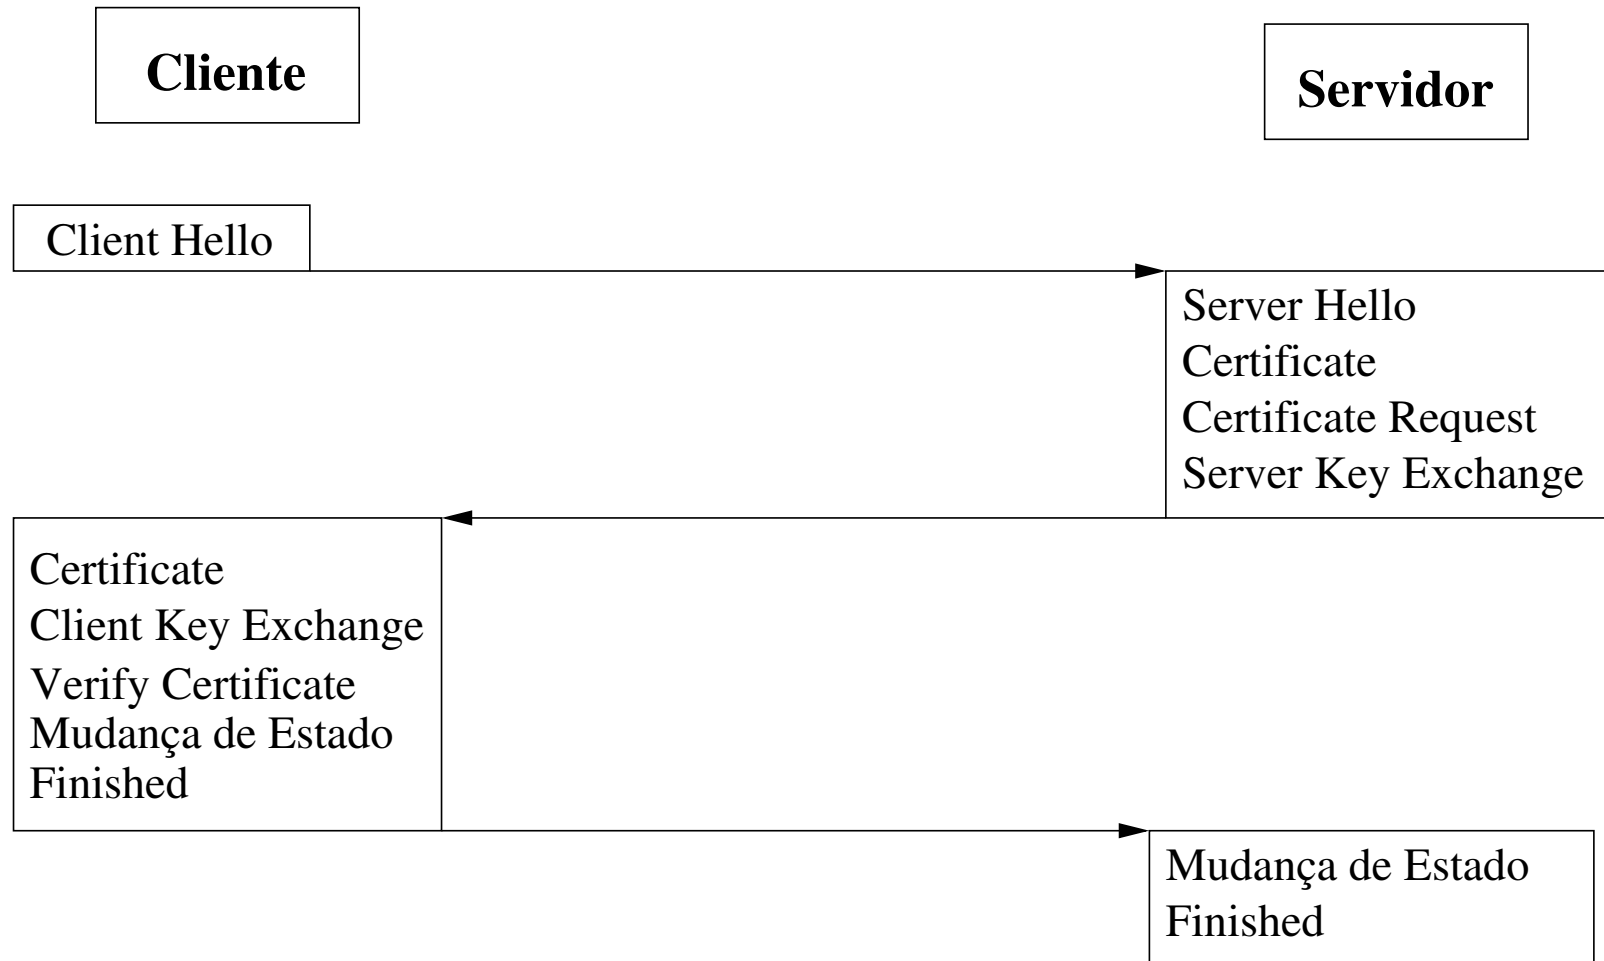 Cliente
Servidor
Client Hello
Server Hello
Certificate
Certificate Request
Server Key Exchange
Certificate
Client Key Exchange
Verify Certificate
Mudança de Estado
Finished
Mudança de Estado
Finished